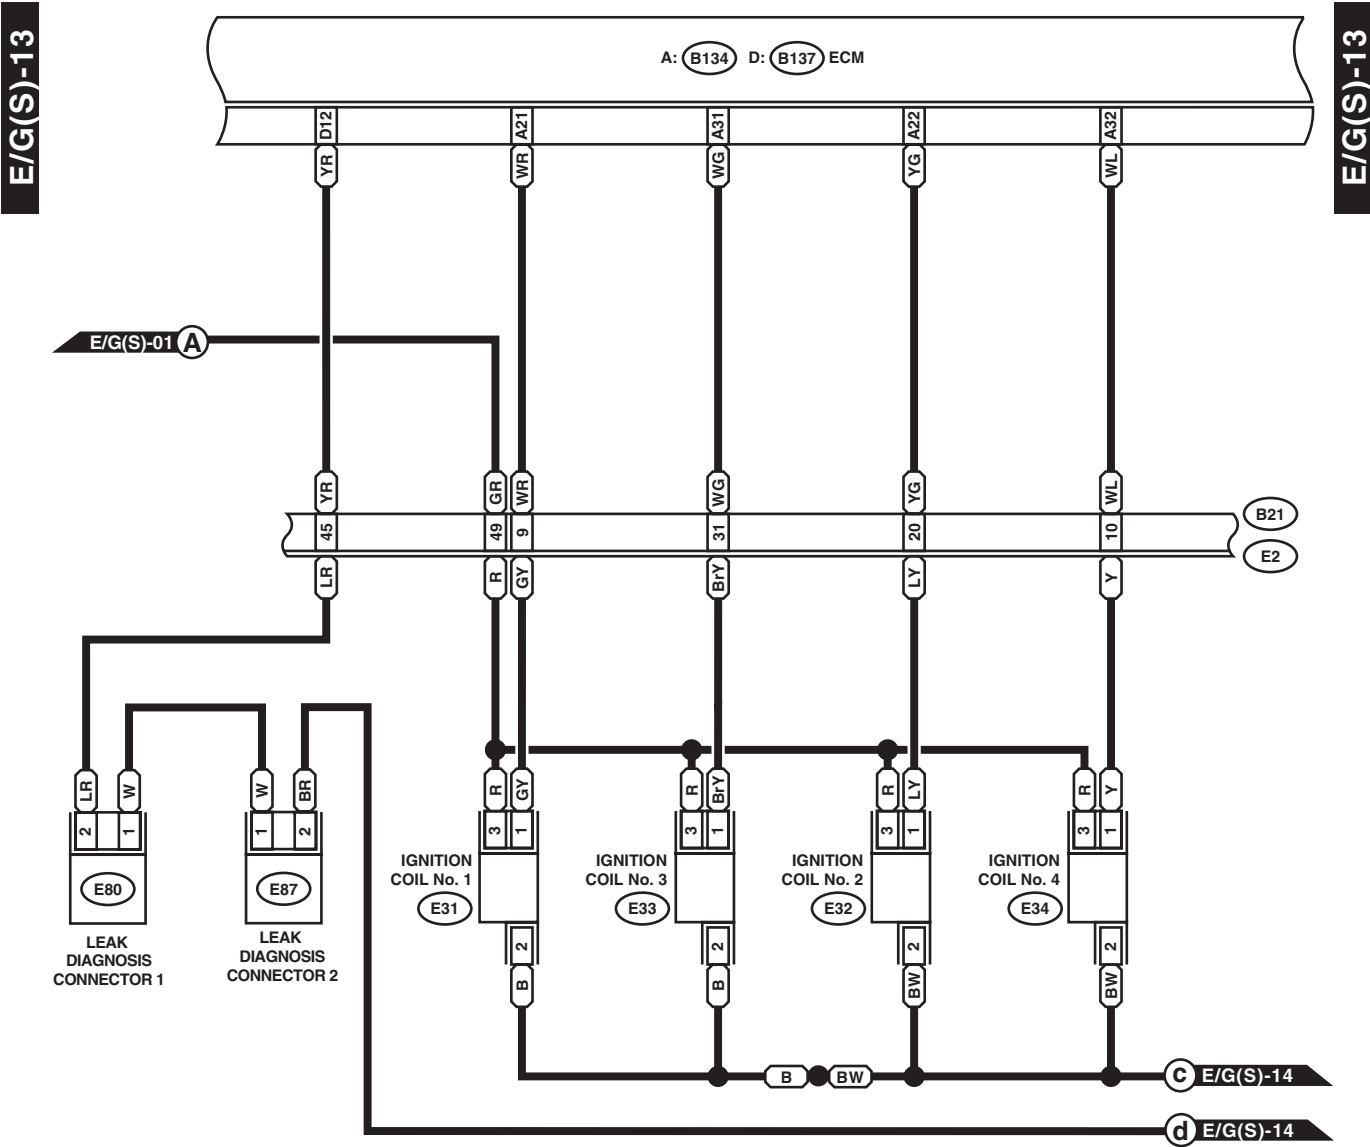 E/G(S)-13
E/G(S)-13
A: B134 D: B137 ECM
D12 A21 A31 A22 A32
YR WR WG YG WL
E/G(S)-01 A
YR GR WR WG YG WL
B21
45 49 9 31 20 10
E2
LR R GY BrY LY Y
LR W W BR R GY R BrY R LY R Y
2 1 1 2 3 1 3 1 3 1 3 1
IGNITION
COIL No. 1
E31
IGNITION
COIL No. 3
E33
IGNITION
COIL No. 2
E32
IGNITION
COIL No. 4
E34
E80
LEAK
DIAGNOSIS
CONNECTOR 1
E87
LEAK
DIAGNOSIS
CONNECTOR 2
2 2 2 2
B B BW BW
B BW
c E/G(S)-14
d E/G(S)-14